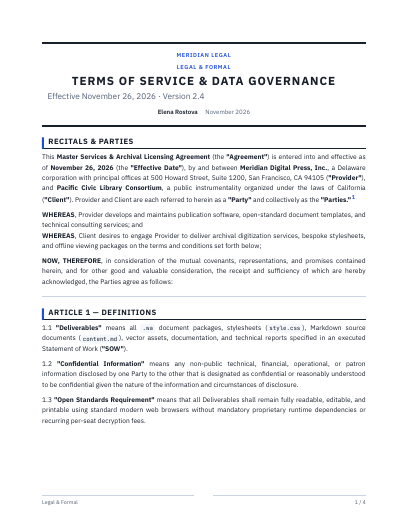 MERIDIAN LEGAL
LEGAL & FORMAL
TERMS OF SERVICE & DATA GOVERNANCE
Effective November 26, 2026 · Version 2.4
Elena Rostova November 2026
RECITALS & PARTIES
This Master Services & Archival Licensing Agreement (the "Agreement") is entered into and effective as
of November 26, 2026 (the "Effective Date"), by and between Meridian Digital Press, Inc., a Delaware
corporation with principal offices at 500 Howard Street, Suite 1200, San Francisco, CA 94105 ("Provider"),
and Pacific Civic Library Consortium, a public instrumentality organized under the laws of California
("Client"). Provider and Client are each referred to herein as a "Party" and collectively as the "Parties."1
WHEREAS, Provider develops and maintains publication software, open-standard document templates, and
technical consulting services; and
WHEREAS, Client desires to engage Provider to deliver archival digitization services, bespoke stylesheets,
and offline viewing packages on the terms and conditions set forth below;
NOW, THEREFORE, in consideration of the mutual covenants, representations, and promises contained
herein, and for other good and valuable consideration, the receipt and sufficiency of which are hereby
acknowledged, the Parties agree as follows:
ARTICLE 1 — DEFINITIONS
1.1 "Deliverables" means all .ma document packages, stylesheets (style.css), Markdown source
documents (content.md), vector assets, documentation, and technical reports specified in an executed
Statement of Work ("SOW").
1.2 "Confidential Information" means any non-public technical, financial, operational, or patron
information disclosed by one Party to the other that is designated as confidential or reasonably understood
to be confidential given the nature of the information and circumstances of disclosure.
1.3 "Open Standards Requirement" means that all Deliverables shall remain fully readable, editable, and
printable using standard modern web browsers without mandatory proprietary runtime dependencies or
recurring per-seat decryption fees.
Legal & Formal
1 / 4